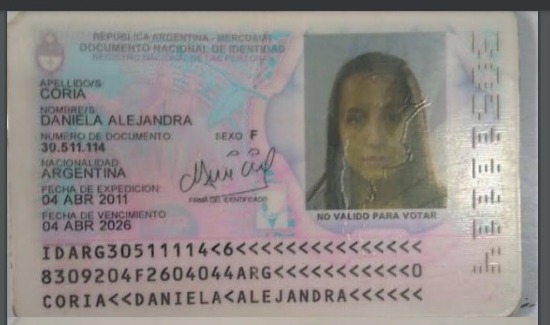 REPUBLICA ARGENTINA - MERCOSUR
DOCUMENTO NACIONAL DE IDENTIDAD
REGISTRO NACIONAL DE LAS PERSONAS
APELLIDO/S
CORIA
NOMBRE/S
DANIELA ALEJANDRA
NUMERO DE DOCUMENTO SEXO F
30.511.114
NACIONALIDAD
ARGENTINA
FECHA DE EXPEDICION
04 ABR 2011
FIRMA DEL IDENTIFICADO
FECHA DE VENCIMIENTO
04 ABR 2026
NO VALIDO PARA VOTAR
IDARG30511114<6<<<<<<<<<<<<<<<
8309204F2604044ARG<<<<<<<<<<<0
CORIA<<DANIELA<ALEJANDRA<<<<<<